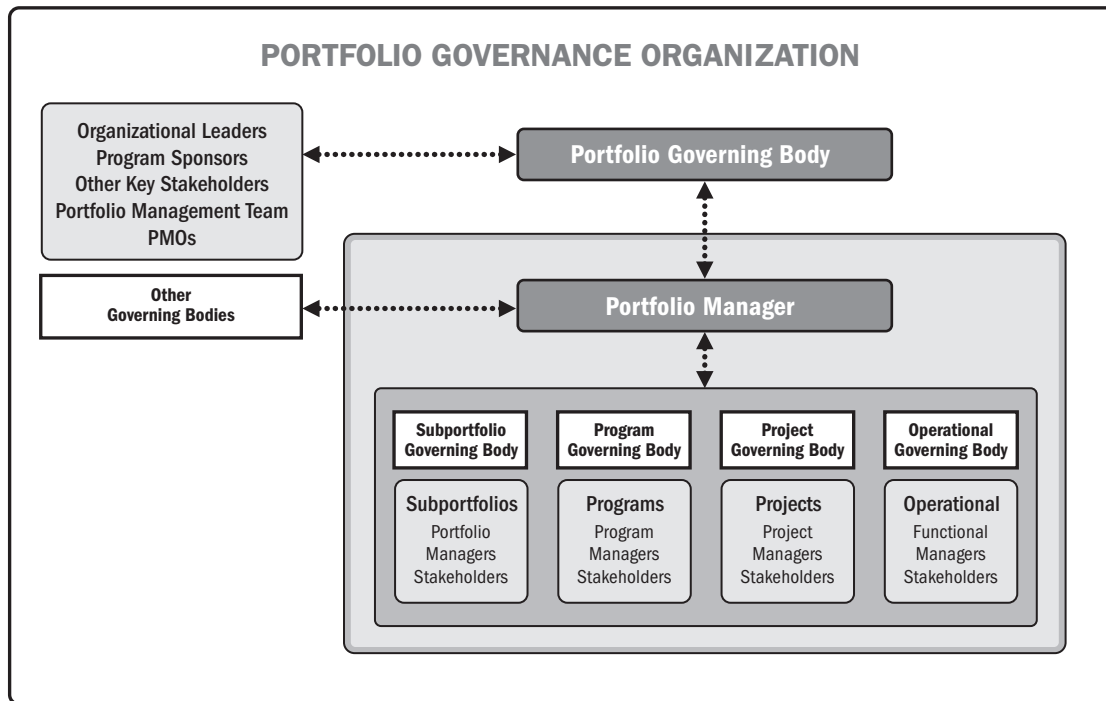 PORTFOLIO GOVERNANCE ORGANIZATION
Organizational Leaders
Program Sponsors
Other Key Stakeholders
Portfolio Management Team
PMOs
Portfolio Governing Body
Other
Governing Bodies
Portfolio Manager
Subportfolio
Governing Body
Program
Governing Body
Project
Governing Body
Operational
Governing Body
Subportfolios
Portfolio
Managers
Stakeholders
Programs
Program
Managers
Stakeholders
Projects
Project
Managers
Stakeholders
Operational
Functional
Managers
Stakeholders